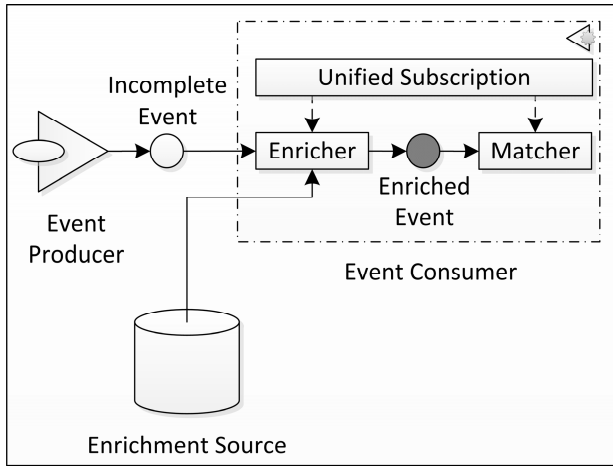 Unified Subscription
Incomplete
Event
Enricher
Matcher
Enriched
Event
Event
Producer
Event Consumer
Enrichment Source